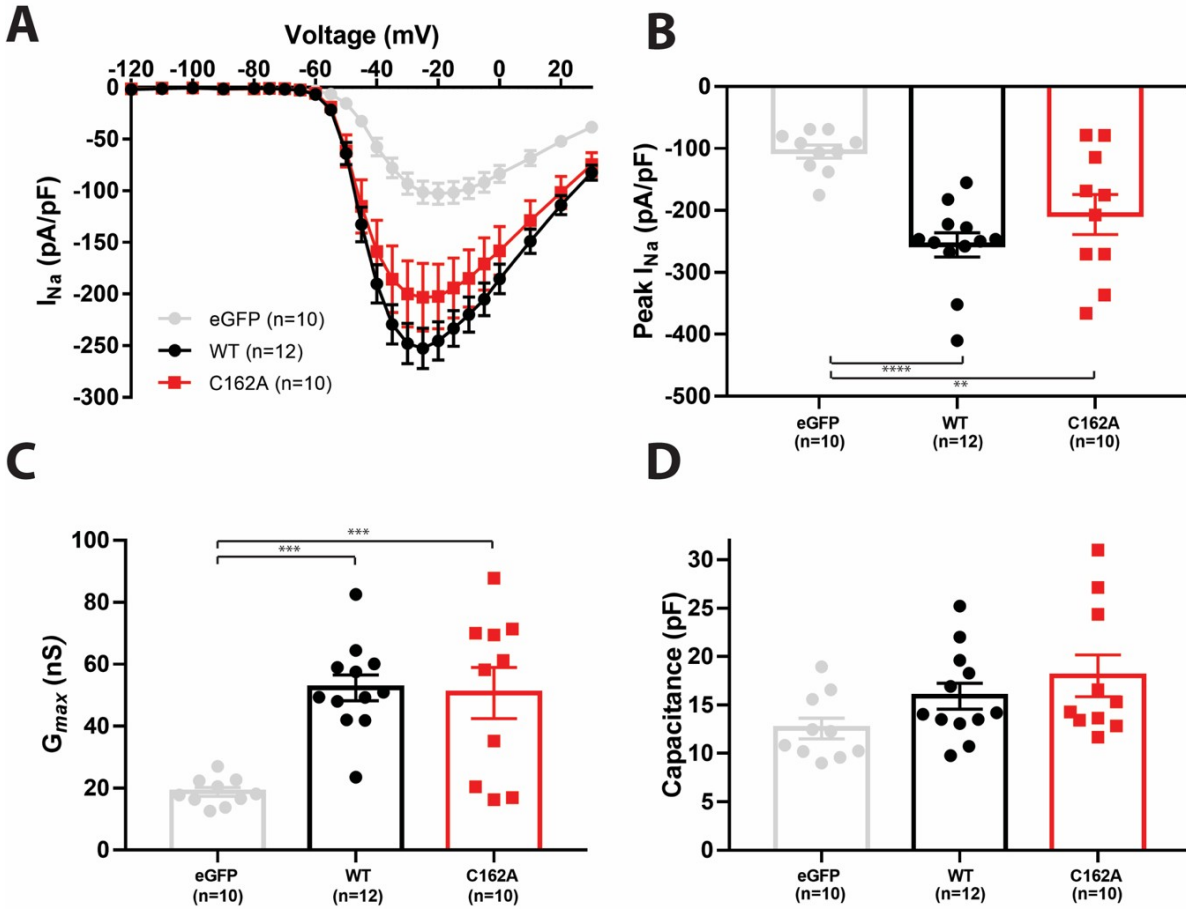 A
Voltage (mV)
-120 -100 -80 -60 -40 -20 0 20
0
-50
-100
-150
-200
-250
-300
I_Na (pA/pF)
eGFP (n=10)
WT (n=12)
C162A (n=10)
B
0
-100
-200
-300
-400
-500
Peak I_Na (pA/pF)
****
**
eGFP WT C162A
(n=10) (n=12) (n=10)
C
100
80
60
40
20
0
G_max (nS)
***
***
eGFP WT C162A
(n=10) (n=12) (n=10)
D
30
25
20
15
10
5
0
Capacitance (pF)
eGFP WT C162A
(n=10) (n=12) (n=10)